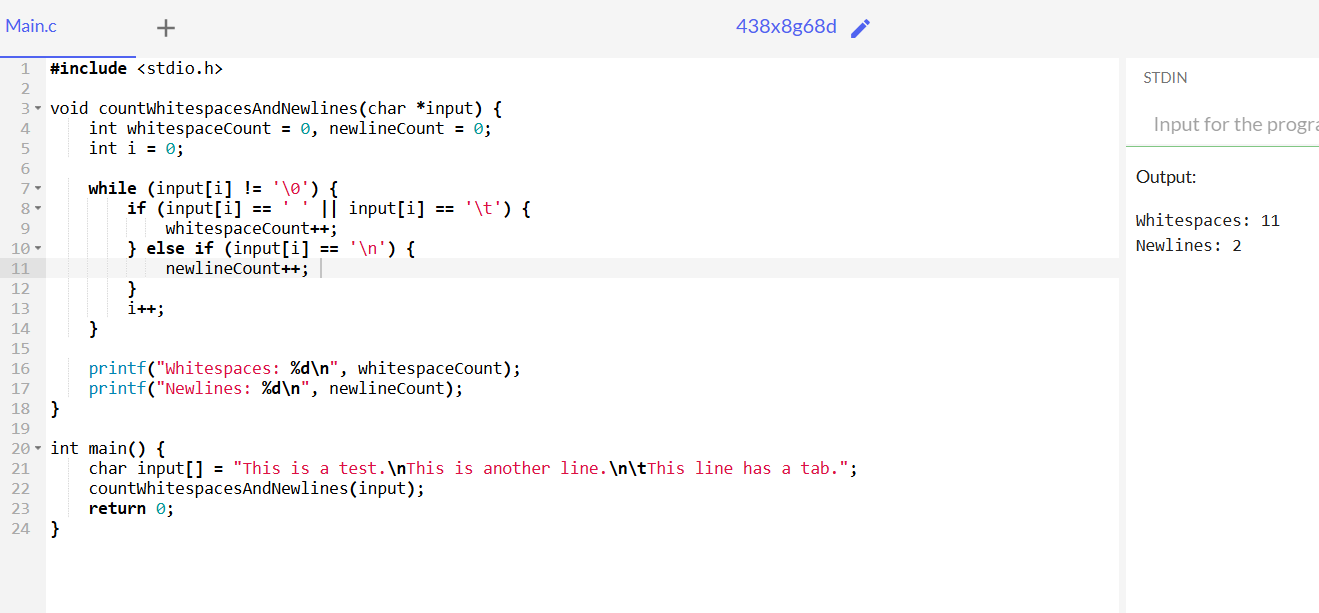 Main.c
+
438x8g68d
1 #include <stdio.h>
2
3 void countWhitespacesAndNewlines(char *input) {
4     int whitespaceCount = 0, newlineCount = 0;
5     int i = 0;
6
7     while (input[i] != '\0') {
8         if (input[i] == ' ' || input[i] == '\t') {
9             whitespaceCount++;
10         } else if (input[i] == '\n') {
11             newlineCount++;
12         }
13         i++;
14     }
15
16     printf("Whitespaces: %d\n", whitespaceCount);
17     printf("Newlines: %d\n", newlineCount);
18 }
19
20 int main() {
21     char input[] = "This is a test.\nThis is another line.\n\tThis line has a tab.";
22     countWhitespacesAndNewlines(input);
23     return 0;
24 }
STDIN
Input for the progra
Output:
Whitespaces: 11
Newlines: 2